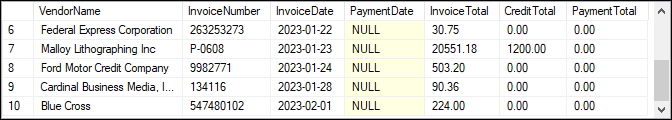 VendorName InvoiceNumber InvoiceDate PaymentDate InvoiceTotal CreditTotal PaymentTotal
6 Federal Express Corporation 263253273 2023-01-22 NULL 30.75 0.00 0.00
7 Malloy Lithographing Inc P-0608 2023-01-23 NULL 20551.18 1200.00 0.00
8 Ford Motor Credit Company 9982771 2023-01-24 NULL 503.20 0.00 0.00
9 Cardinal Business Media, I... 134116 2023-01-28 NULL 90.36 0.00 0.00
10 Blue Cross 547480102 2023-02-01 NULL 224.00 0.00 0.00